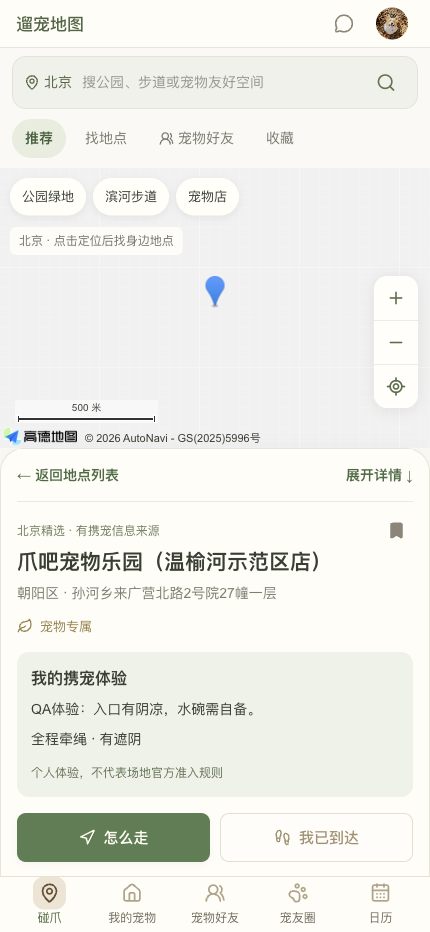 遛宠地图
北京 搜公园、步道或宠物友好空间
推荐 找地点 宠物好友 收藏
公园绿地 滨河步道 宠物店
北京 · 点击定位后找身边地点
500 米
高德地图 © 2026 AutoNavi - GS(2025)5996号
← 返回地点列表 展开详情 ↓
北京精选 · 有携宠信息来源
爪吧宠物乐园（温榆河示范区店）
朝阳区 · 孙河乡来广营北路2号院27幢一层
宠物专属
我的携宠体验
QA体验：入口有阴凉，水碗需自备。
全程牵绳 · 有遮阴
个人体验，不代表场地官方准入规则
怎么走 我已到达
碰爪 我的宠物 宠物好友 宠友圈 日历